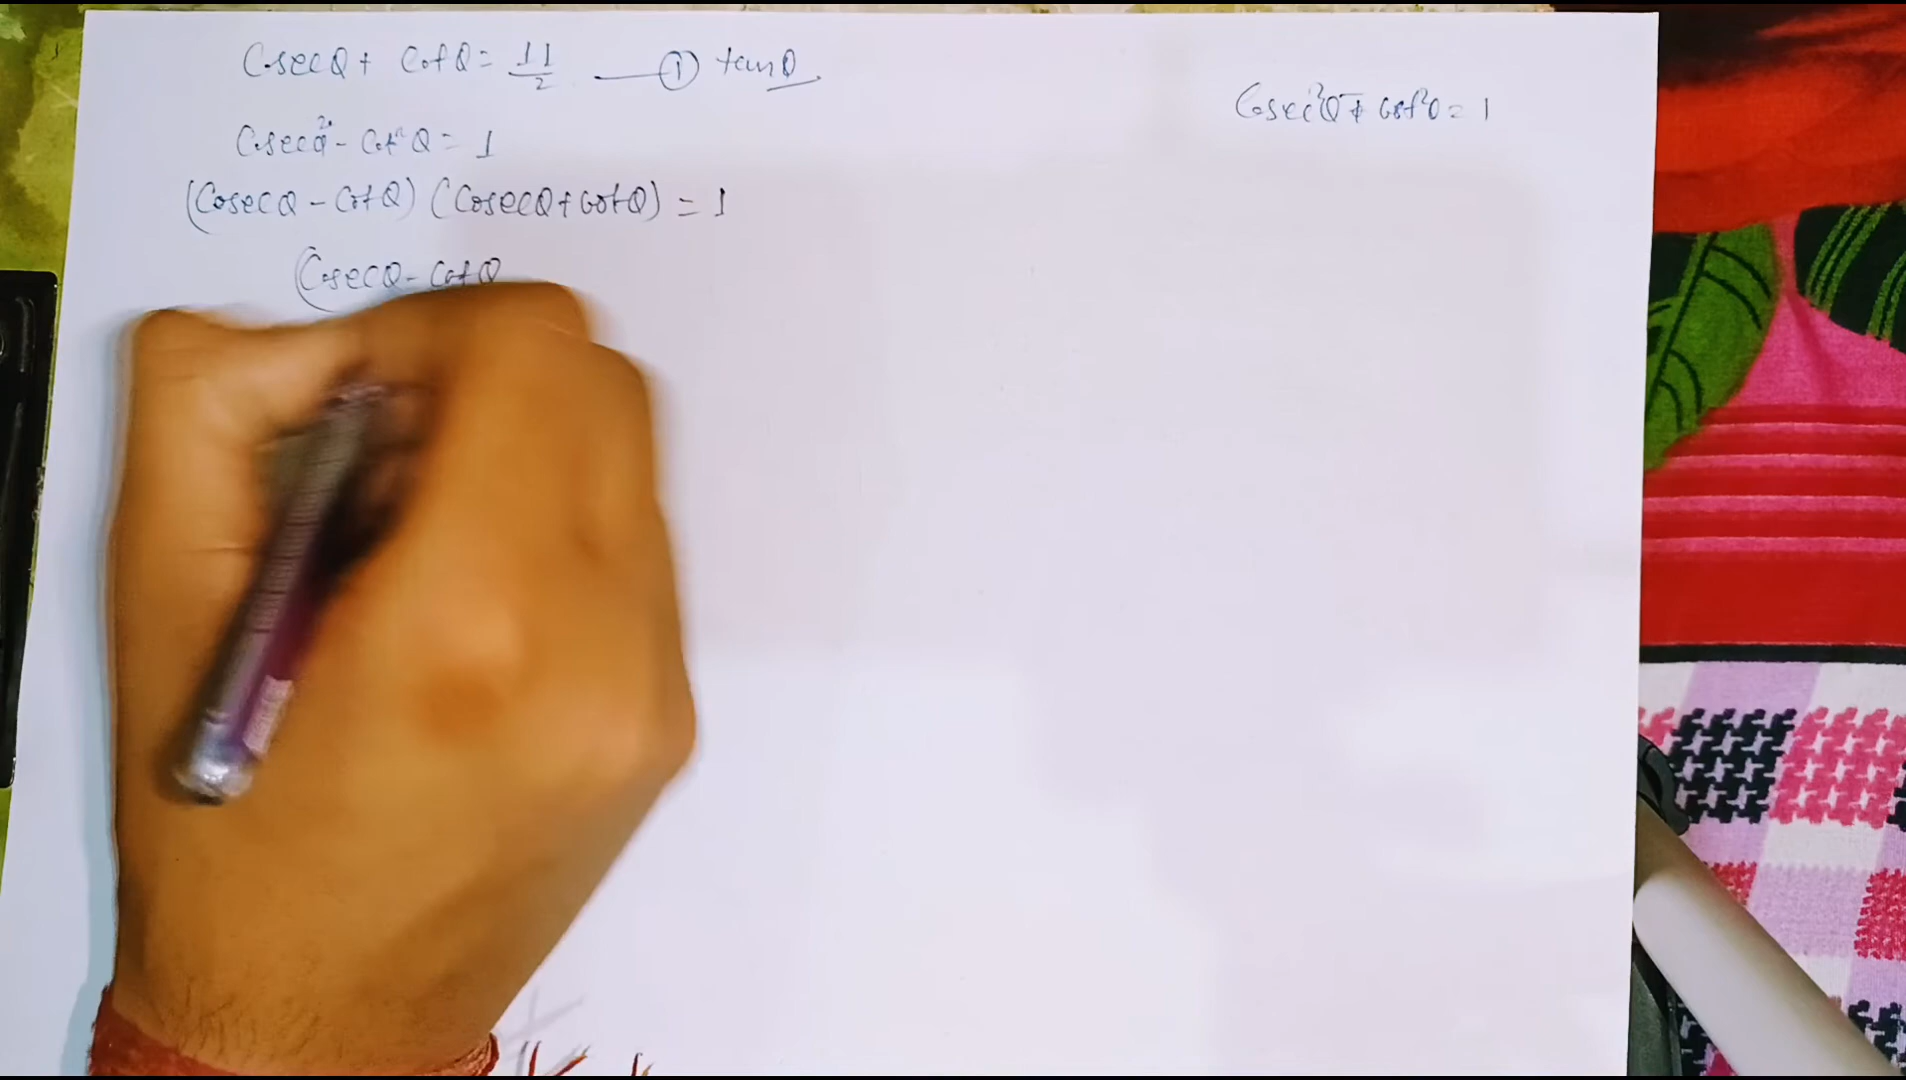 CosecQ + CotQ = 11/2 —— ① tanQ
Cosec²Q - Cot²Q = 1
(CosecQ - CotQ) (CosecQ + CotQ) = 1
(CosecQ - CotQ
Cosec²Q - Cot²Q = 1